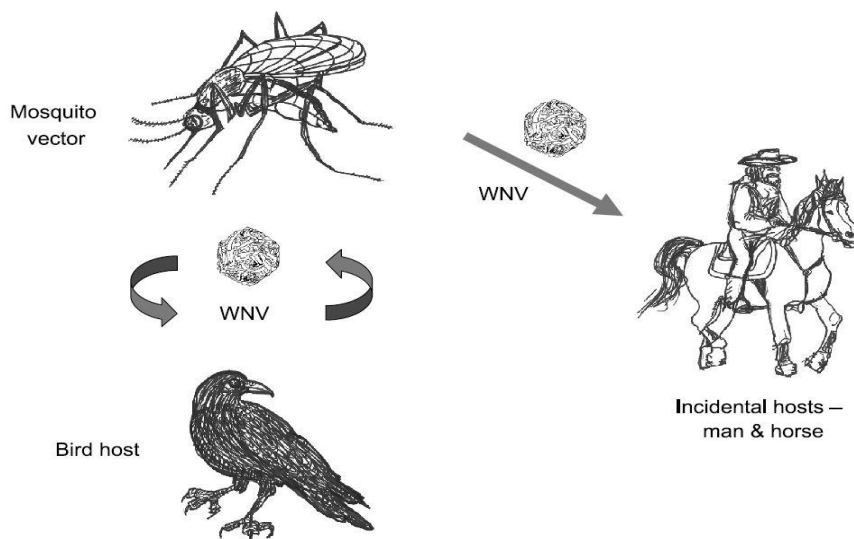 Mosquito
vector
WNV
WNV
Bird host
Incidental hosts –
man & horse